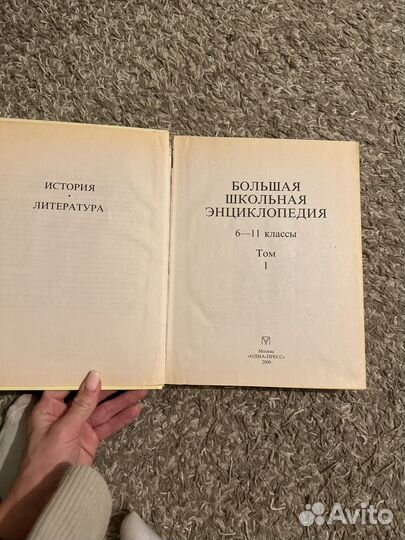 ИСТОРИЯ
•
ЛИТЕРАТУРА
БОЛЬШАЯ
ШКОЛЬНАЯ
ЭНЦИКЛОПЕДИЯ
6—11 классы
Том
1
Москва
«ОЛМА-ПРЕСС»
2000
Avito